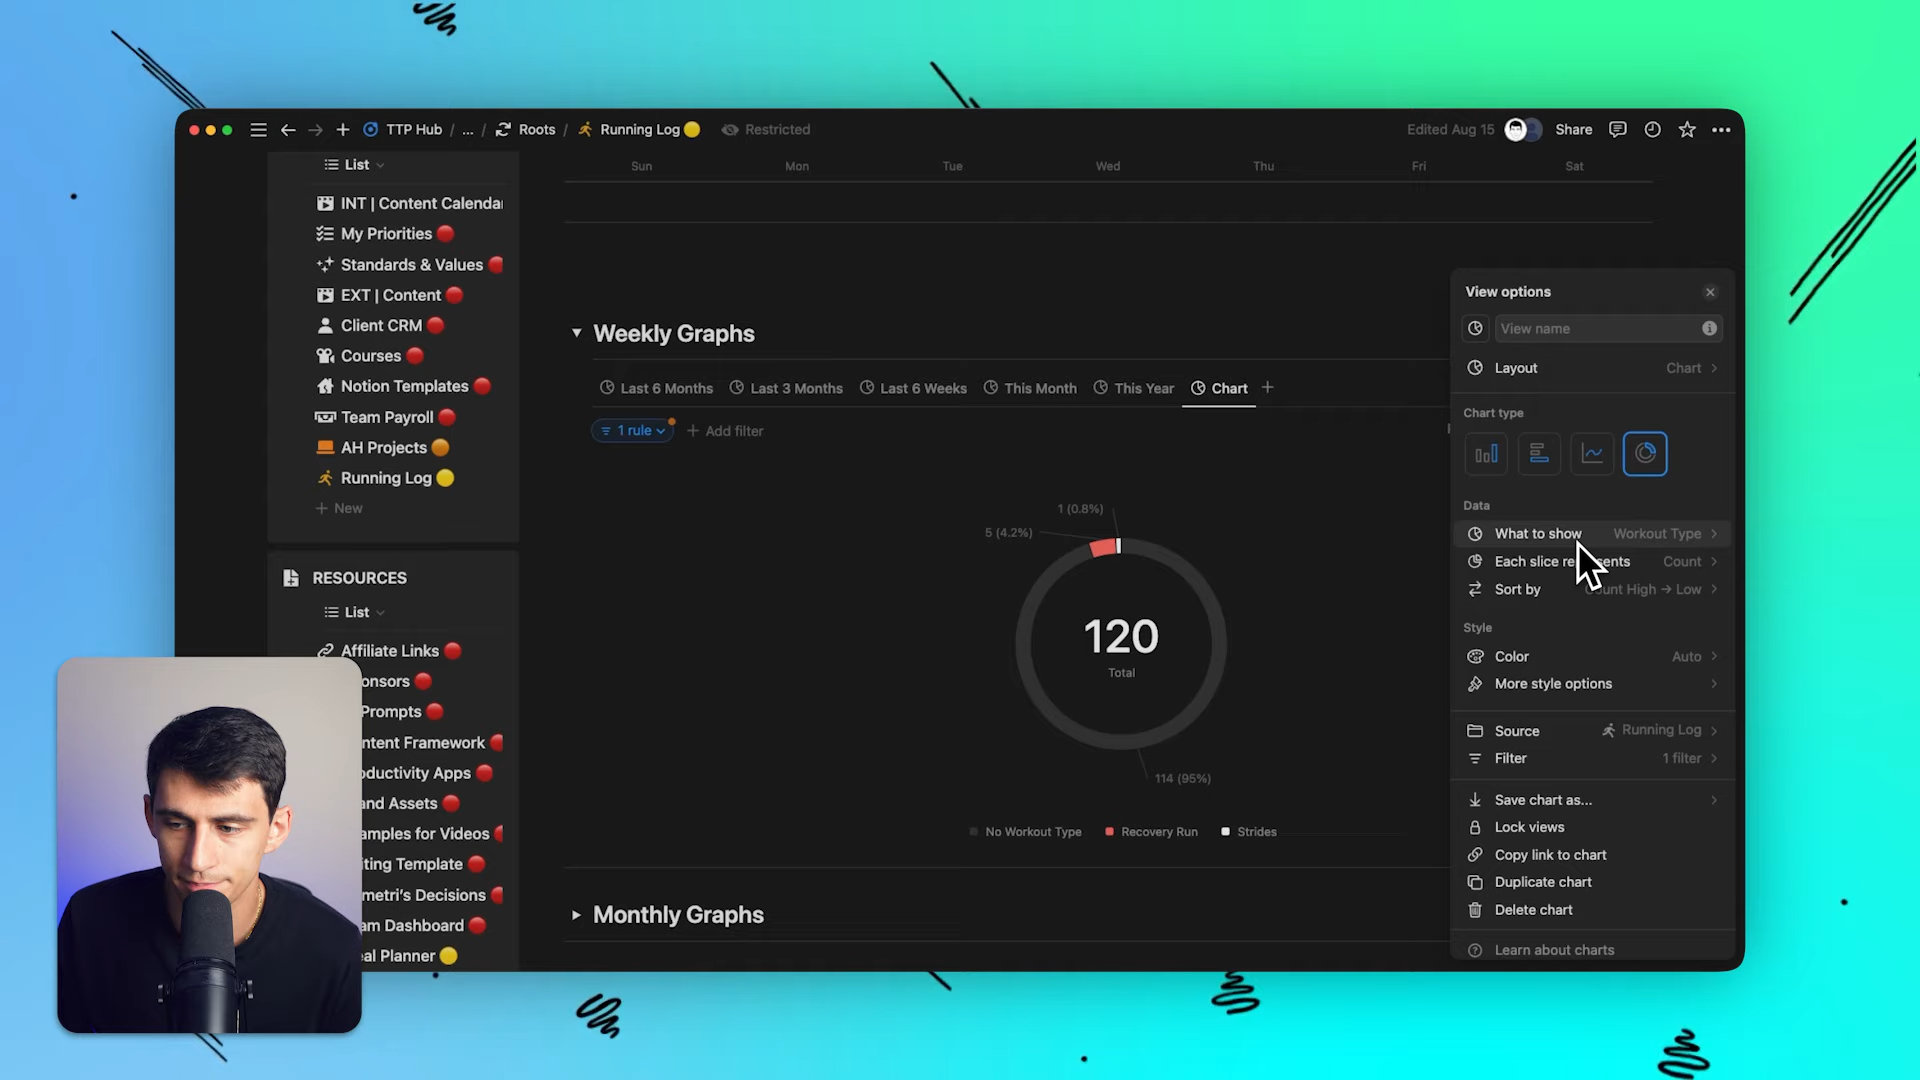 TTP Hub / ... / Roots / Running Log Restricted
Edited Aug 15 Share
List
INT | Content Calenda
My Priorities
Standards & Values
EXT | Content
Client CRM
Courses
Notion Templates
Team Payroll
AH Projects
Running Log
New
RESOURCES
List
Affiliate Links
onsors
Prompts
ntent Framework
ductivity Apps
and Assets
amples for Videos
iting Template
metri's Decisions
am Dashboard
al Planner
Sun Mon Tue Wed Thu Fri Sat
Weekly Graphs
Last 6 Months Last 3 Months Last 6 Weeks This Month This Year Chart
1 rule Add filter
1 (0.8%)
5 (4.2%)
120
Total
114 (95%)
No Workout Type Recovery Run Strides
Monthly Graphs
View options
View name
Layout Chart
Chart type
Data
What to show Workout Type
Each slice re ents Count
Sort by ount High → Low
Style
Color Auto
More style options
Source Running Log
Filter 1 filter
Save chart as...
Lock views
Copy link to chart
Duplicate chart
Delete chart
Learn about charts